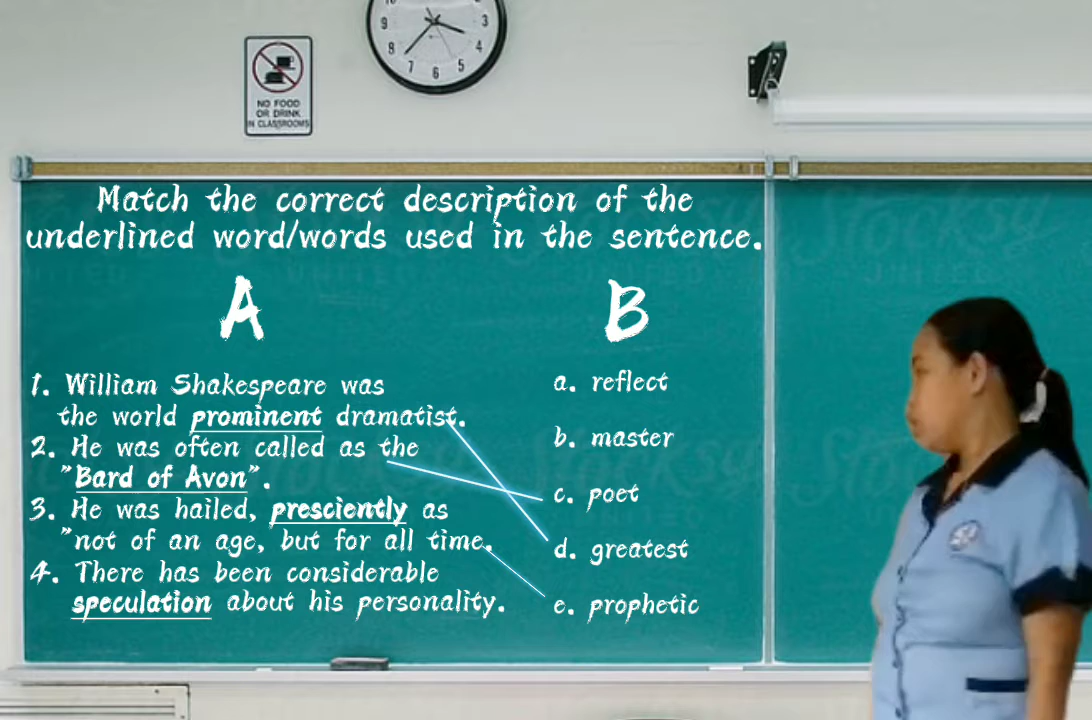 NO FOOD
OR DRINK
IN CLASSROOMS
Match the correct description of the
underlined word/words used in the sentence.
A
B
1. William Shakespeare was
the world prominent dramatist.
2. He was often called as the
"Bard of Avon".
3. He was hailed, presciently as
"not of an age, but for all time.
4. There has been considerable
speculation about his personality.
a. reflect
b. master
c. poet
d. greatest
e. prophetic